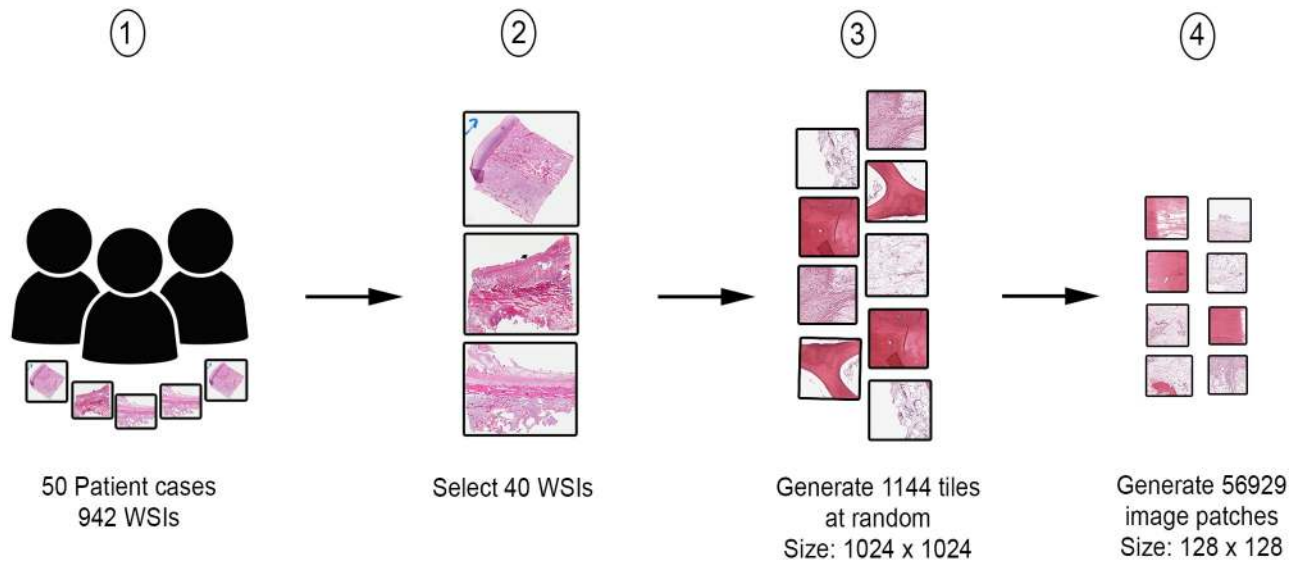 1
2
3
4
50 Patient cases
942 WSIs
Select 40 WSIs
Generate 1144 tiles
at random
Size: 1024 x 1024
Generate 56929
image patches
Size: 128 x 128